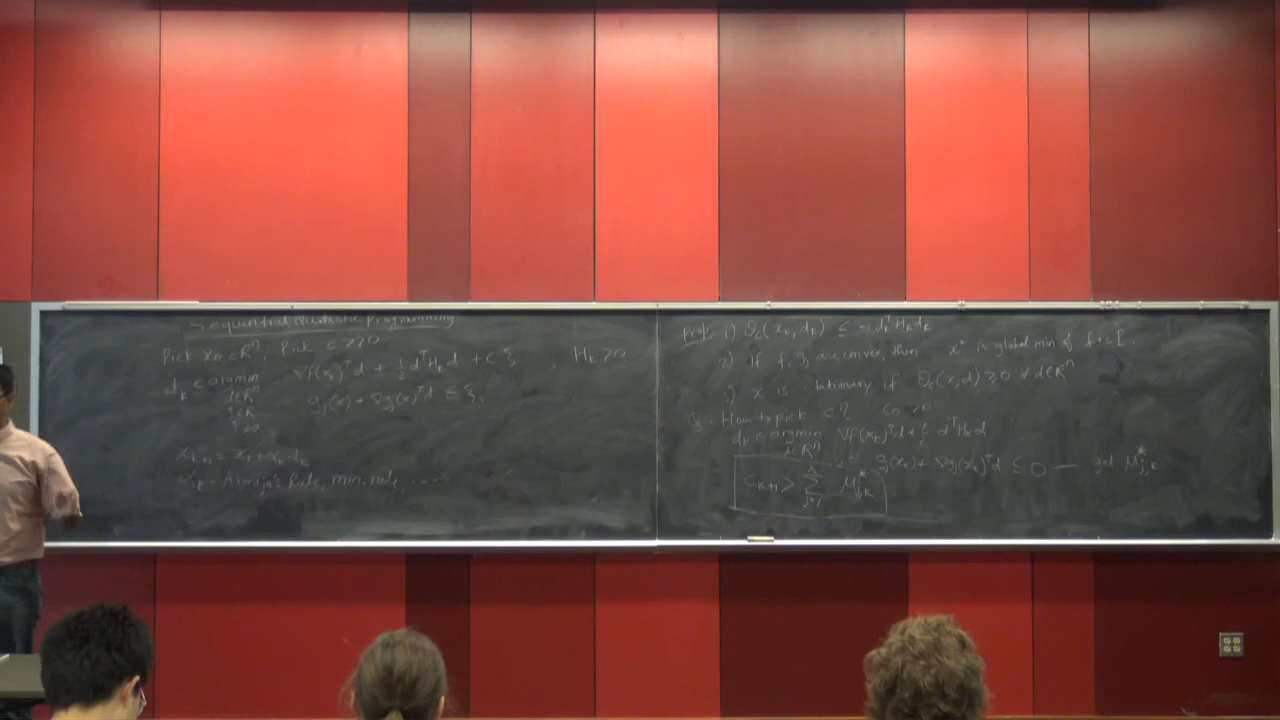 Sequential Quadratic Programming
Pick x₀ ∈ Rⁿ, Pick c > 0
d_k ∈ argmin ∇f(x_k)ᵀd + ½ dᵀH_k d + c ξ , H_k > 0
d∈Rⁿ
ξ∈R
ξ≥0
g_j(x) + ∇g_j(x)ᵀd ≤ ξ.
x_{k+1} = x_k + α_k d_k
α_k - Armijo's Rule, min. rule, .....
Prop: 1) θ_c(x_k, d_k) ≤ -d_kᵀH_k d_k
2) If f, g_j are convex, then x* is global min of f + c P.
x is stationary if θ_c(x, d) ≥ 0 ∀ d∈Rⁿ
Q. How to pick c? c₀ > 0
d_k ∈ argmin ∇f(x_k)ᵀd + ½ dᵀH_k d
d∈Rⁿ
g_j(x_k) + ∇g_j(x_k)ᵀd ≤ 0 — get μ*_{j,k}
c_{k+1} > Σ_{j=1} μ*_{j,k}